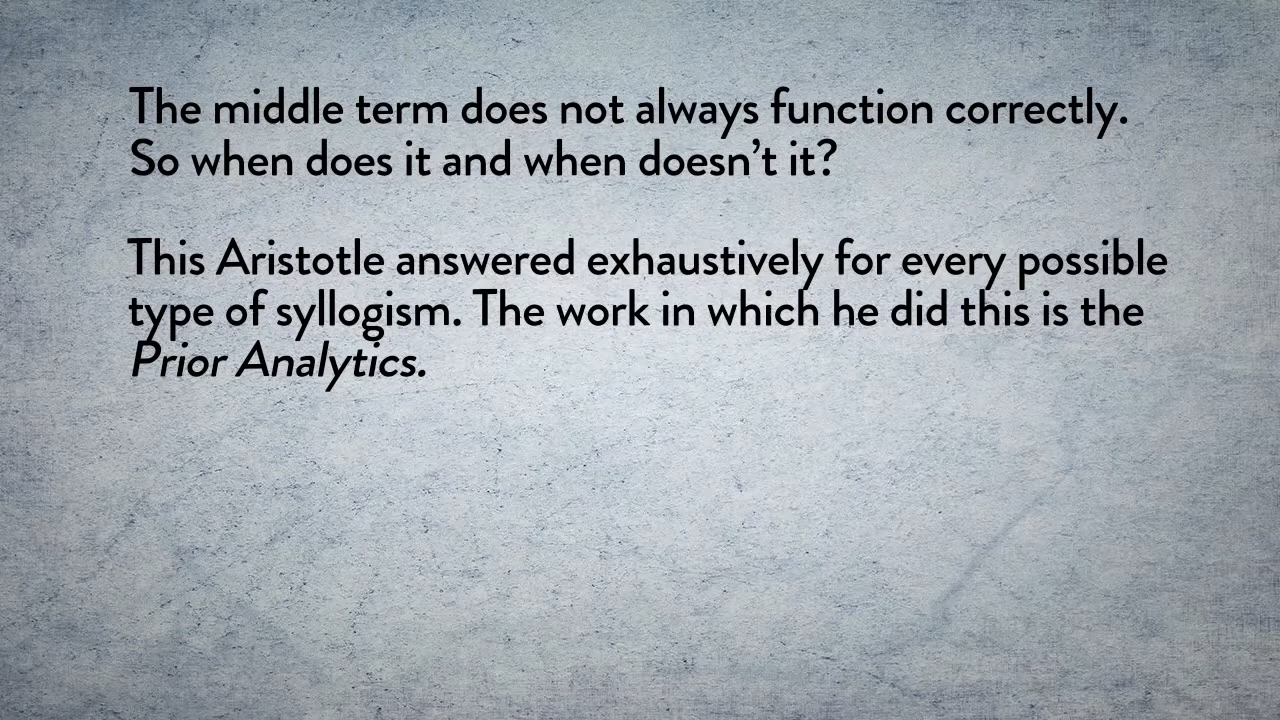 The middle term does not always function correctly.
So when does it and when doesn’t it?
This Aristotle answered exhaustively for every possible
type of syllogism. The work in which he did this is the
Prior Analytics.